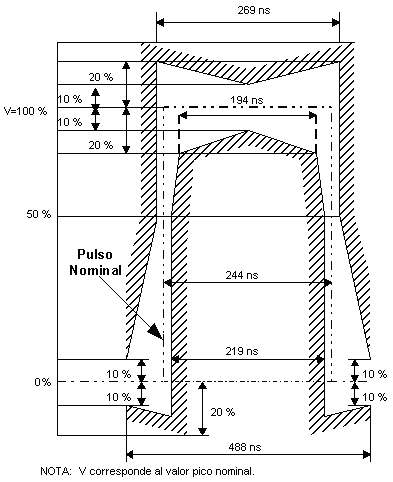 269 ns
20 %
10 %
V=100 %
194 ns
10 %
20 %
50 %
Pulso
Nominal
244 ns
219 ns
10 %
10 %
0%
10 %
10 %
20 %
488 ns
NOTA: V corresponde al valor pico nominal.